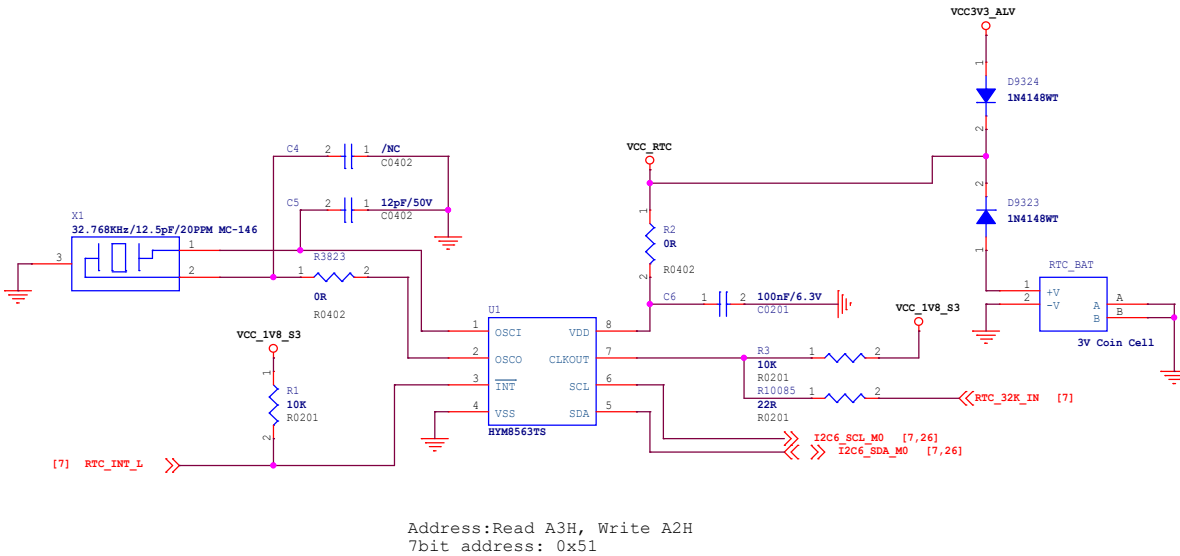 VCC3V3_ALV
1
D9324
1N4148WT
2
C4 2 1 /NC
C0402
VCC_RTC
C5 2 1 12pF/50V
C0402
2
D9323
1N4148WT
1
X1
32.768KHz/12.5pF/20PPM MC-146
3 1
2
R3823
1 2
0R
R0402
1
R2
0R
2 R0402
RTC_BAT
1 +V A A
2 -V B B
3V Coin Cell
C6 1 2 100nF/6.3V
C0201
VCC_1V8_S3
VCC_1V8_S3
U1
1 OSCI VDD 8
2 OSCO CLKOUT 7
3 INT SCL 6
4 VSS SDA 5
HYM8563TS
R3 1 2
10K
R0201
R10085 1 2
22R
R0201
RTC_32K_IN [7]
1
R1
10K
R0201
2
I2C6_SCL_M0 [7,26]
I2C6_SDA_M0 [7,26]
[7] RTC_INT_L
Address:Read A3H, Write A2H
7bit address: 0x51